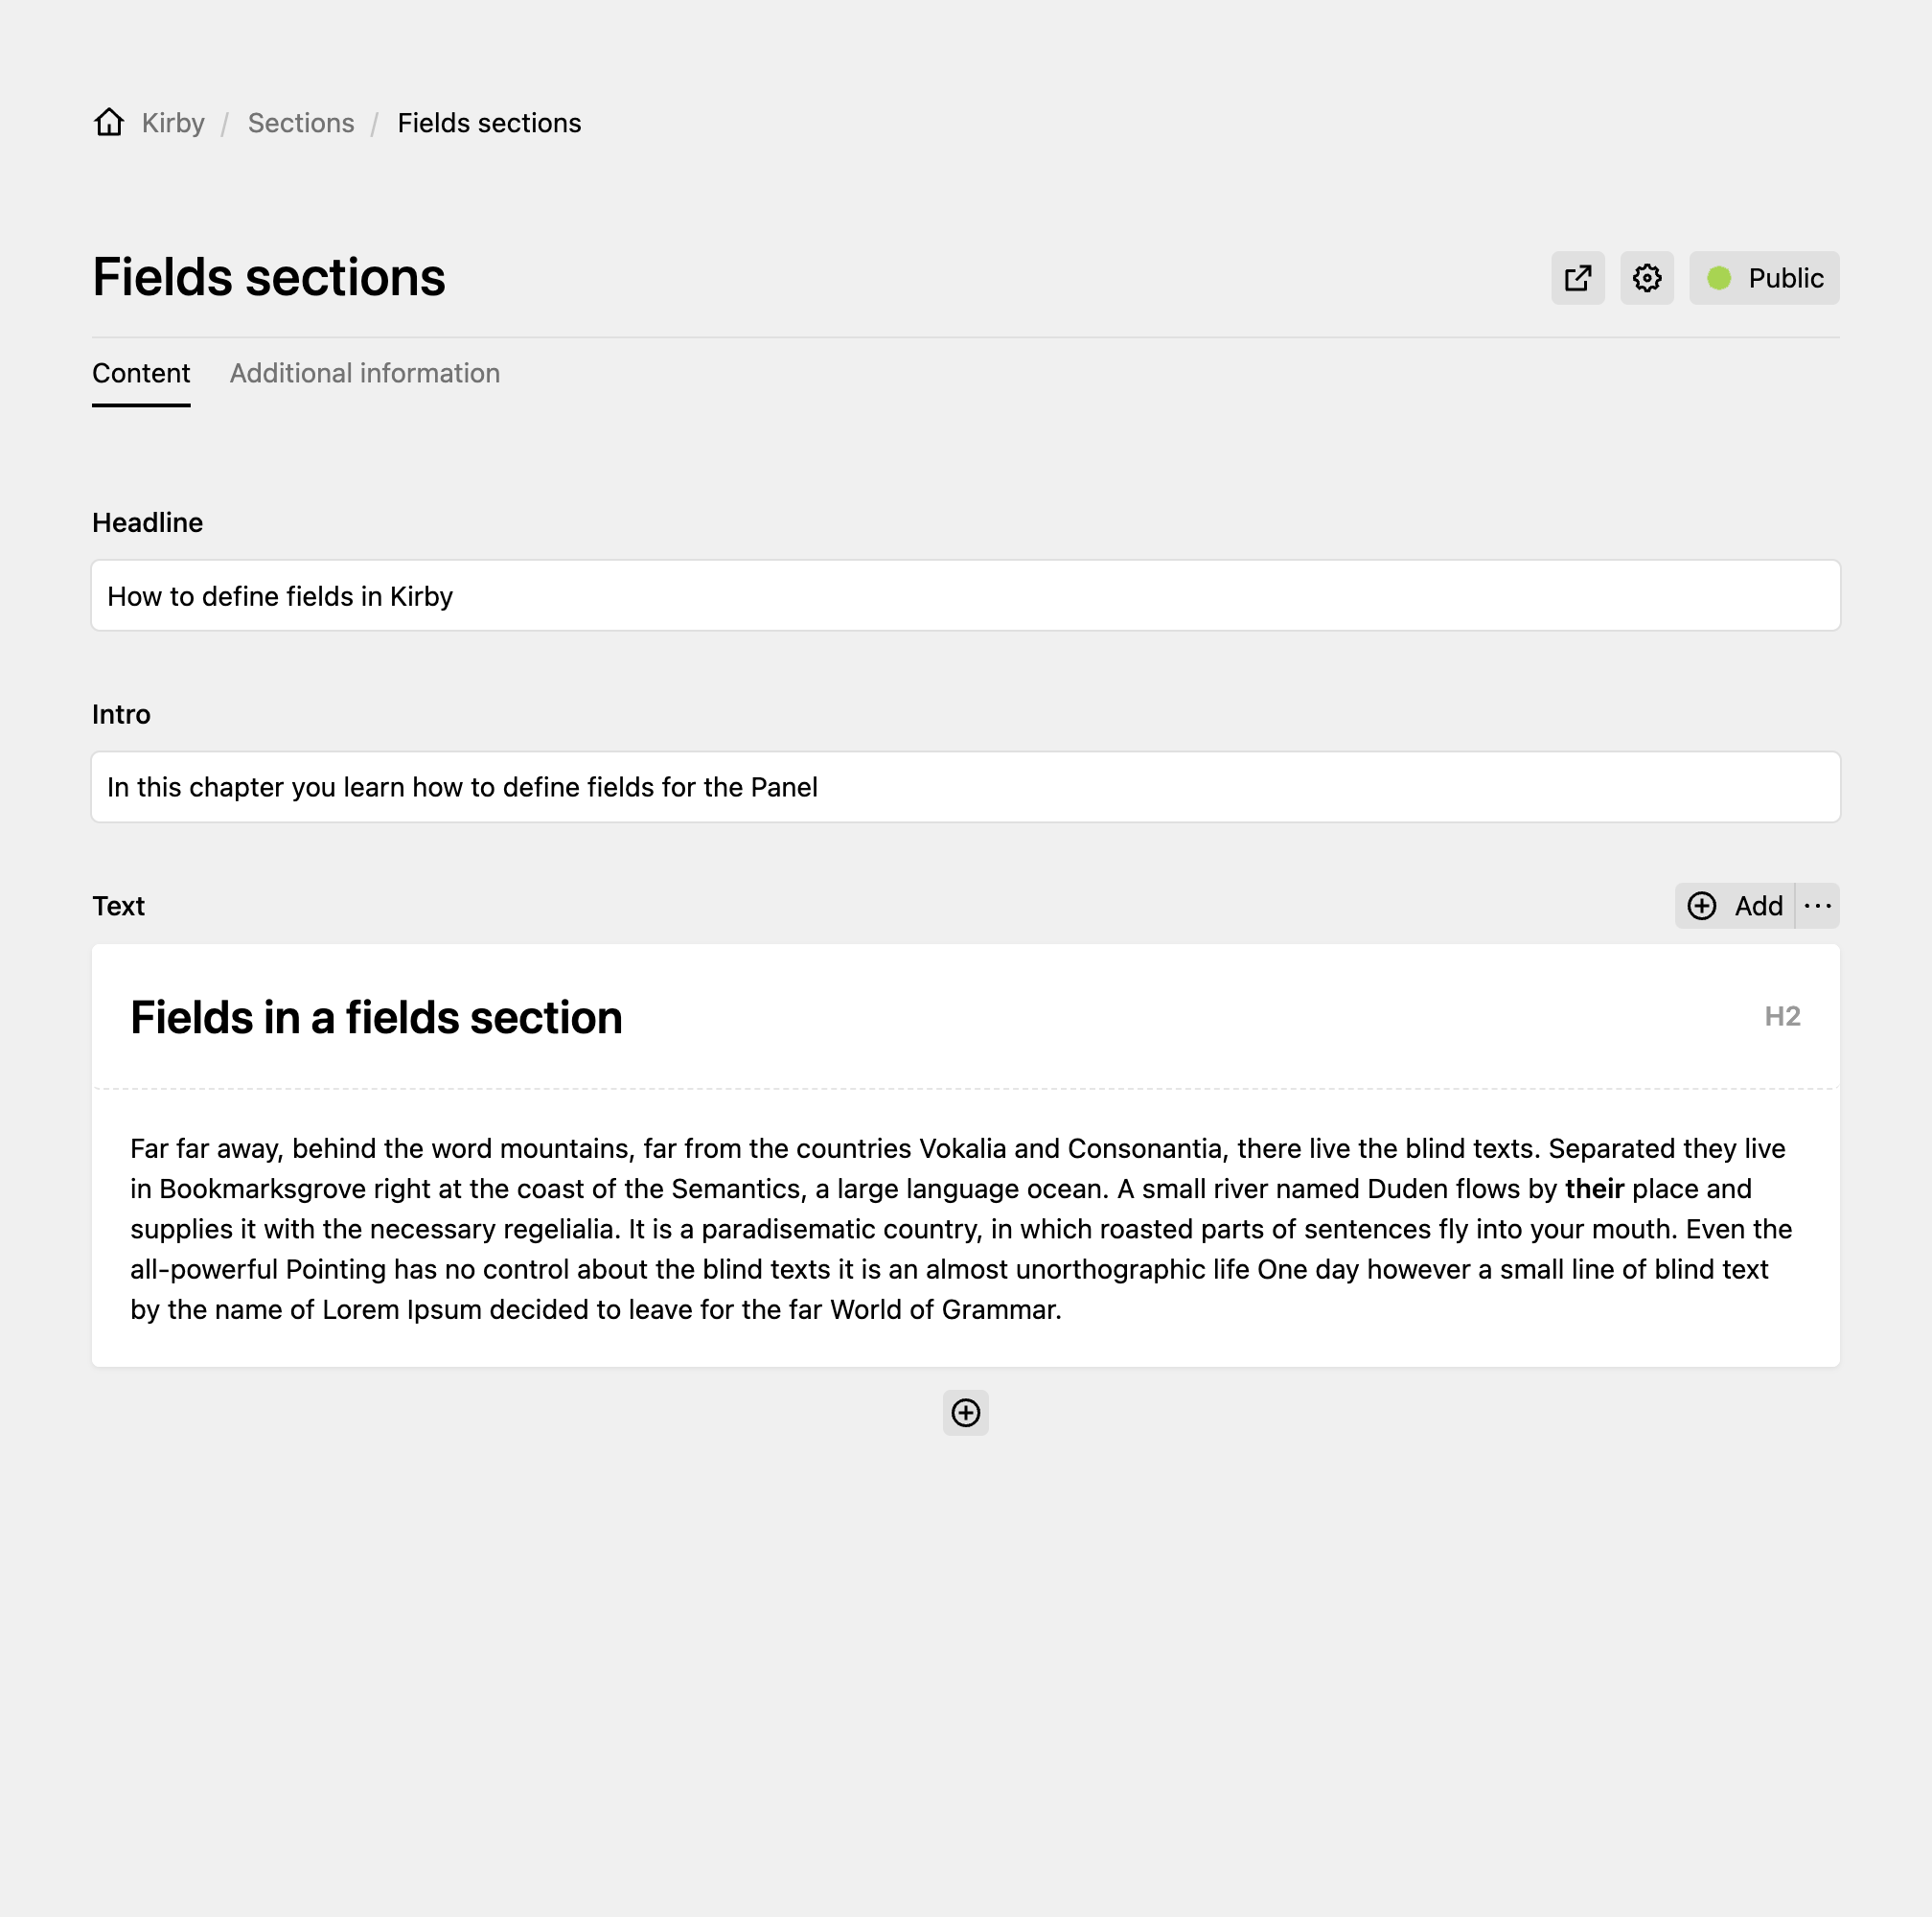 Kirby / Sections / Fields sections
Fields sections
Public
Content Additional information
Headline
How to define fields in Kirby
Intro
In this chapter you learn how to define fields for the Panel
Text
Add ···
Fields in a fields section
H2
Far far away, behind the word mountains, far from the countries Vokalia and Consonantia, there live the blind texts. Separated they live
in Bookmarksgrove right at the coast of the Semantics, a large language ocean. A small river named Duden flows by their place and
supplies it with the necessary regelialia. It is a paradisematic country, in which roasted parts of sentences fly into your mouth. Even the
all-powerful Pointing has no control about the blind texts it is an almost unorthographic life One day however a small line of blind text
by the name of Lorem Ipsum decided to leave for the far World of Grammar.